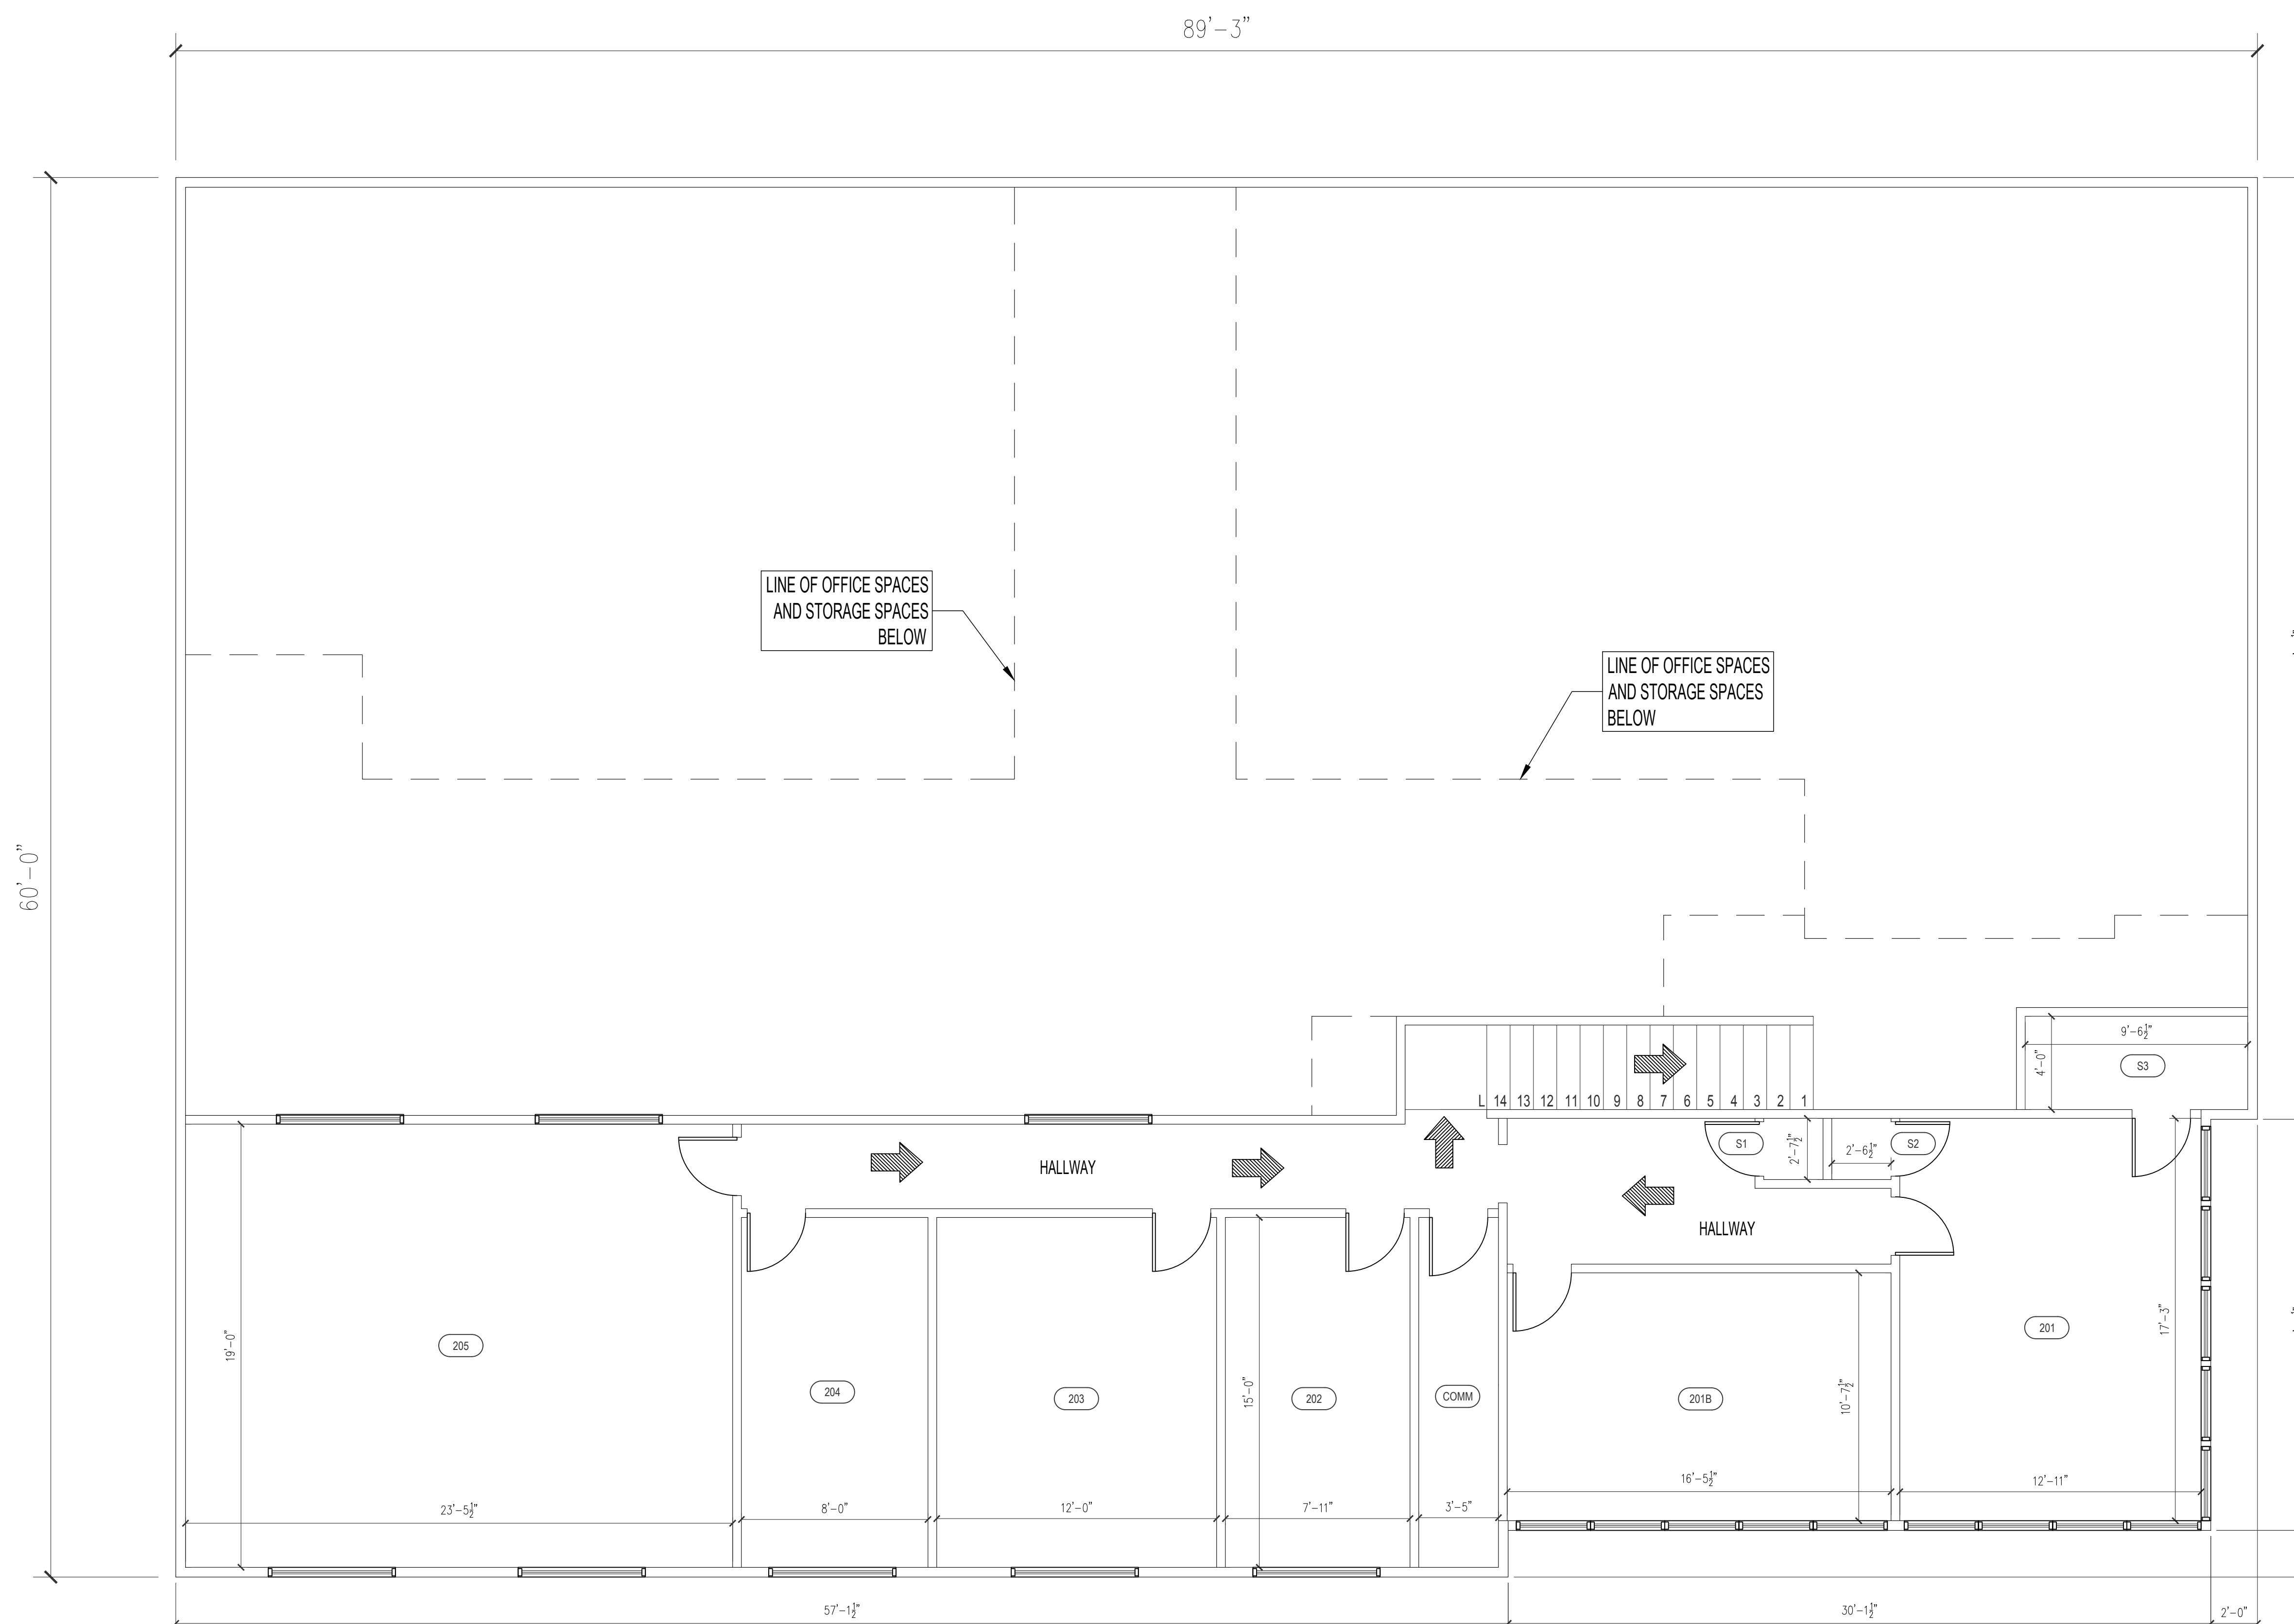 89'-3"
60'-0"
LINE OF OFFICE SPACES
AND STORAGE SPACES
BELOW
LINE OF OFFICE SPACES
AND STORAGE SPACES
BELOW
9'-6½"
4'-0"
S3
L 14 13 12 11 10 9 8 7 6 5 4 3 2 1
S1
2'-7½"
2'-6½"
S2
HALLWAY
HALLWAY
19'-0"
205
204
203
15'-0"
202
COMM
201B
10'-7½"
201
17'-3"
23'-5½"
8'-0"
12'-0"
7'-11"
3'-5"
16'-5½"
12'-11"
57'-1½"
30'-1½"
2'-0"